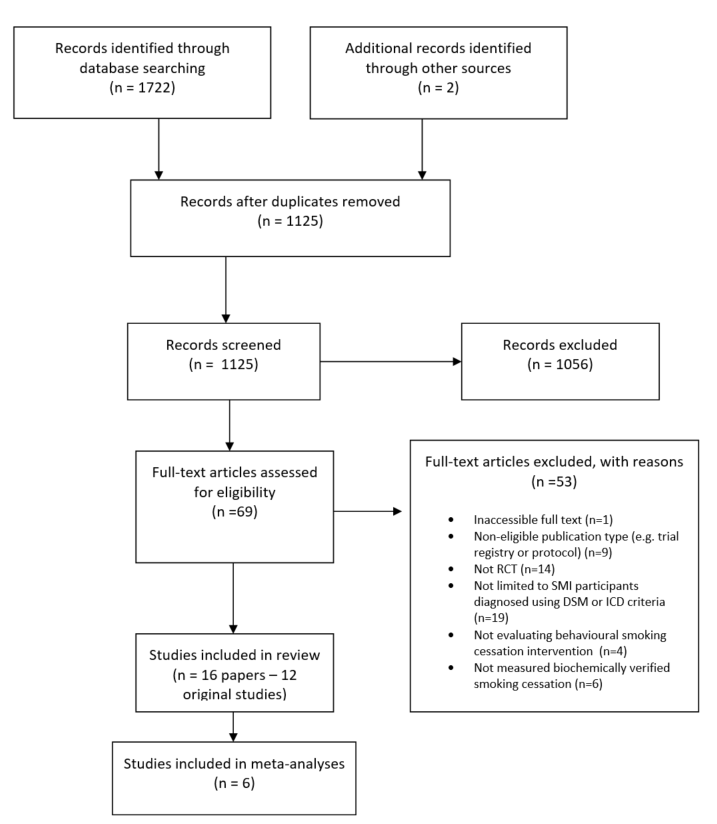 Records identified through
database searching
(n = 1722)
Additional records identified
through other sources
(n = 2)
Records after duplicates removed
(n = 1125)
Records screened
(n =  1125)
Records excluded
(n = 1056)
Full-text articles assessed
for eligibility
(n =69)
Full-text articles excluded, with reasons
(n =53)
• Inaccessible full text (n=1)
• Non-eligible publication type (e.g. trial
registry or protocol) (n=9)
• Not RCT (n=14)
• Not limited to SMI participants
diagnosed using DSM or ICD criteria
(n=19)
• Not evaluating behavioural smoking
cessation intervention  (n=4)
• Not measured biochemically verified
smoking cessation (n=6)
Studies included in review
(n = 16 papers – 12
original studies)
Studies included in meta-analyses
(n = 6)